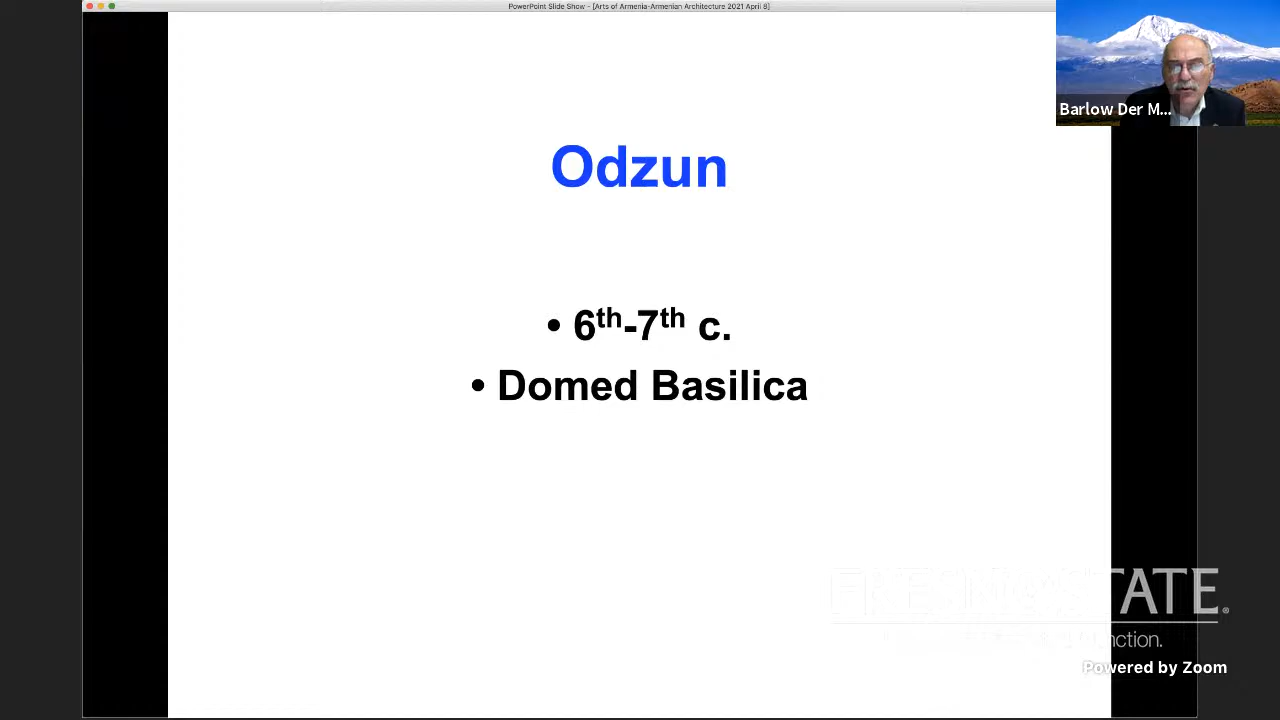 PowerPoint Slide Show - [Arts of Armenia-Armenian Architecture 2021 April 8]
Barlow Der M...
Odzun
• 6th-7th c.
• Domed Basilica
FRESNO STATE.
Powered by Zoom